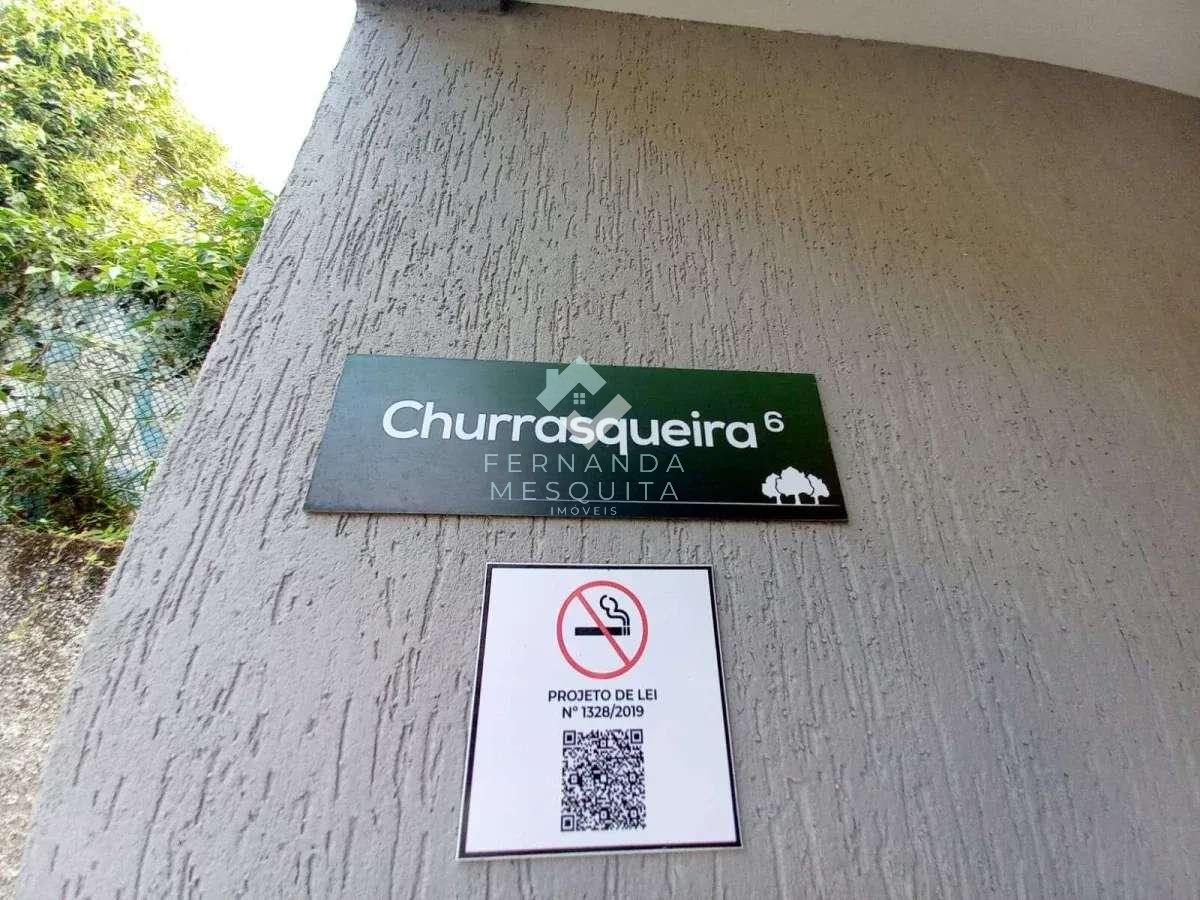 Churrasqueira 6
FERNANDA
MESQUITA
IMÓVEIS
PROJETO DE LEI
Nº 1328/2019